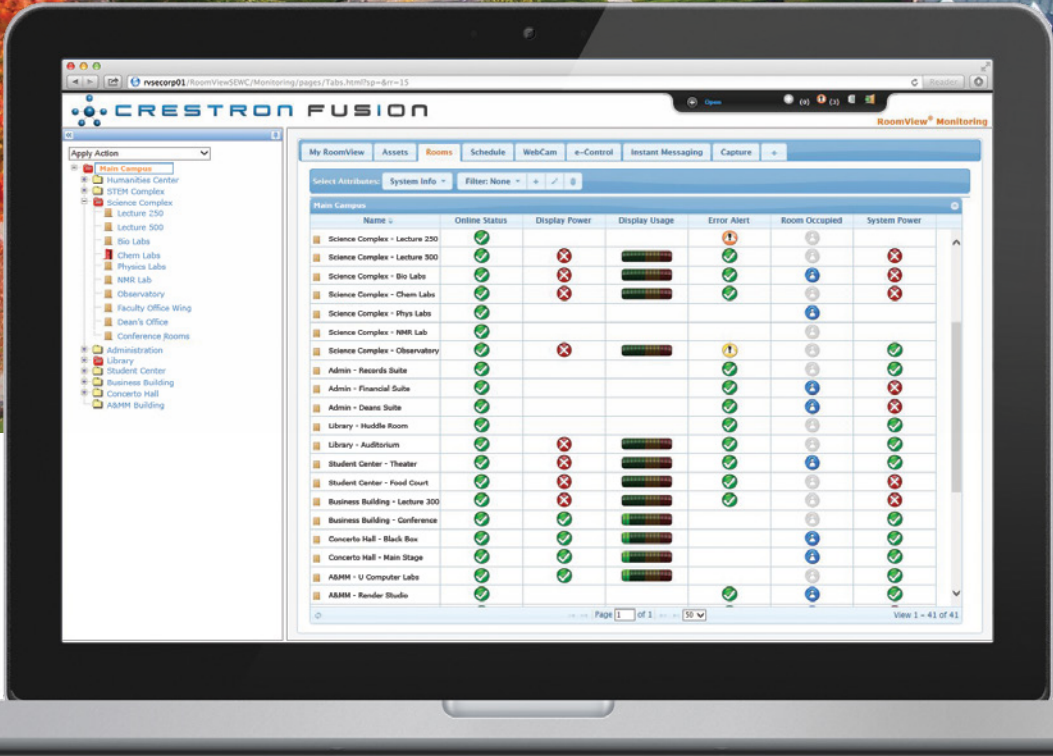 rvsecorp01/RoomViewSEWC/Monitoring/pages/Tabs.html?sp=&rr=15
Reader
CRESTRON FUSION
Open
(0)
(3)
RoomView® Monitoring
Apply Action
Main Campus
Humanities Center
STEM Complex
Science Complex
Lecture 250
Lecture 500
Bio Labs
Chem Labs
Physics Labs
NMR Lab
Observatory
Faculty Office Wing
Dean's Office
Conference Rooms
Administration
Library
Student Center
Business Building
Concerto Hall
A&MM Building
My RoomView Assets Rooms Schedule WebCam e-Control Instant Messaging Capture +
Select Attributes: System Info Filter: None +
Main Campus
Name Online Status Display Power Display Usage Error Alert Room Occupied System Power
Science Complex - Lecture 250
Science Complex - Lecture 500
Science Complex - Bio Labs
Science Complex - Chem Labs
Science Complex - Phys Labs
Science Complex - NMR Lab
Science Complex - Observatory
Admin - Records Suite
Admin - Financial Suite
Admin - Deans Suite
Library - Huddle Room
Library - Auditorium
Student Center - Theater
Student Center - Food Court
Business Building - Lecture 300
Business Building - Conference
Concerto Hall - Black Box
Concerto Hall - Main Stage
A&MM - U Computer Labs
A&MM - Render Studio
Page 1 of 1 50 View 1 - 41 of 41